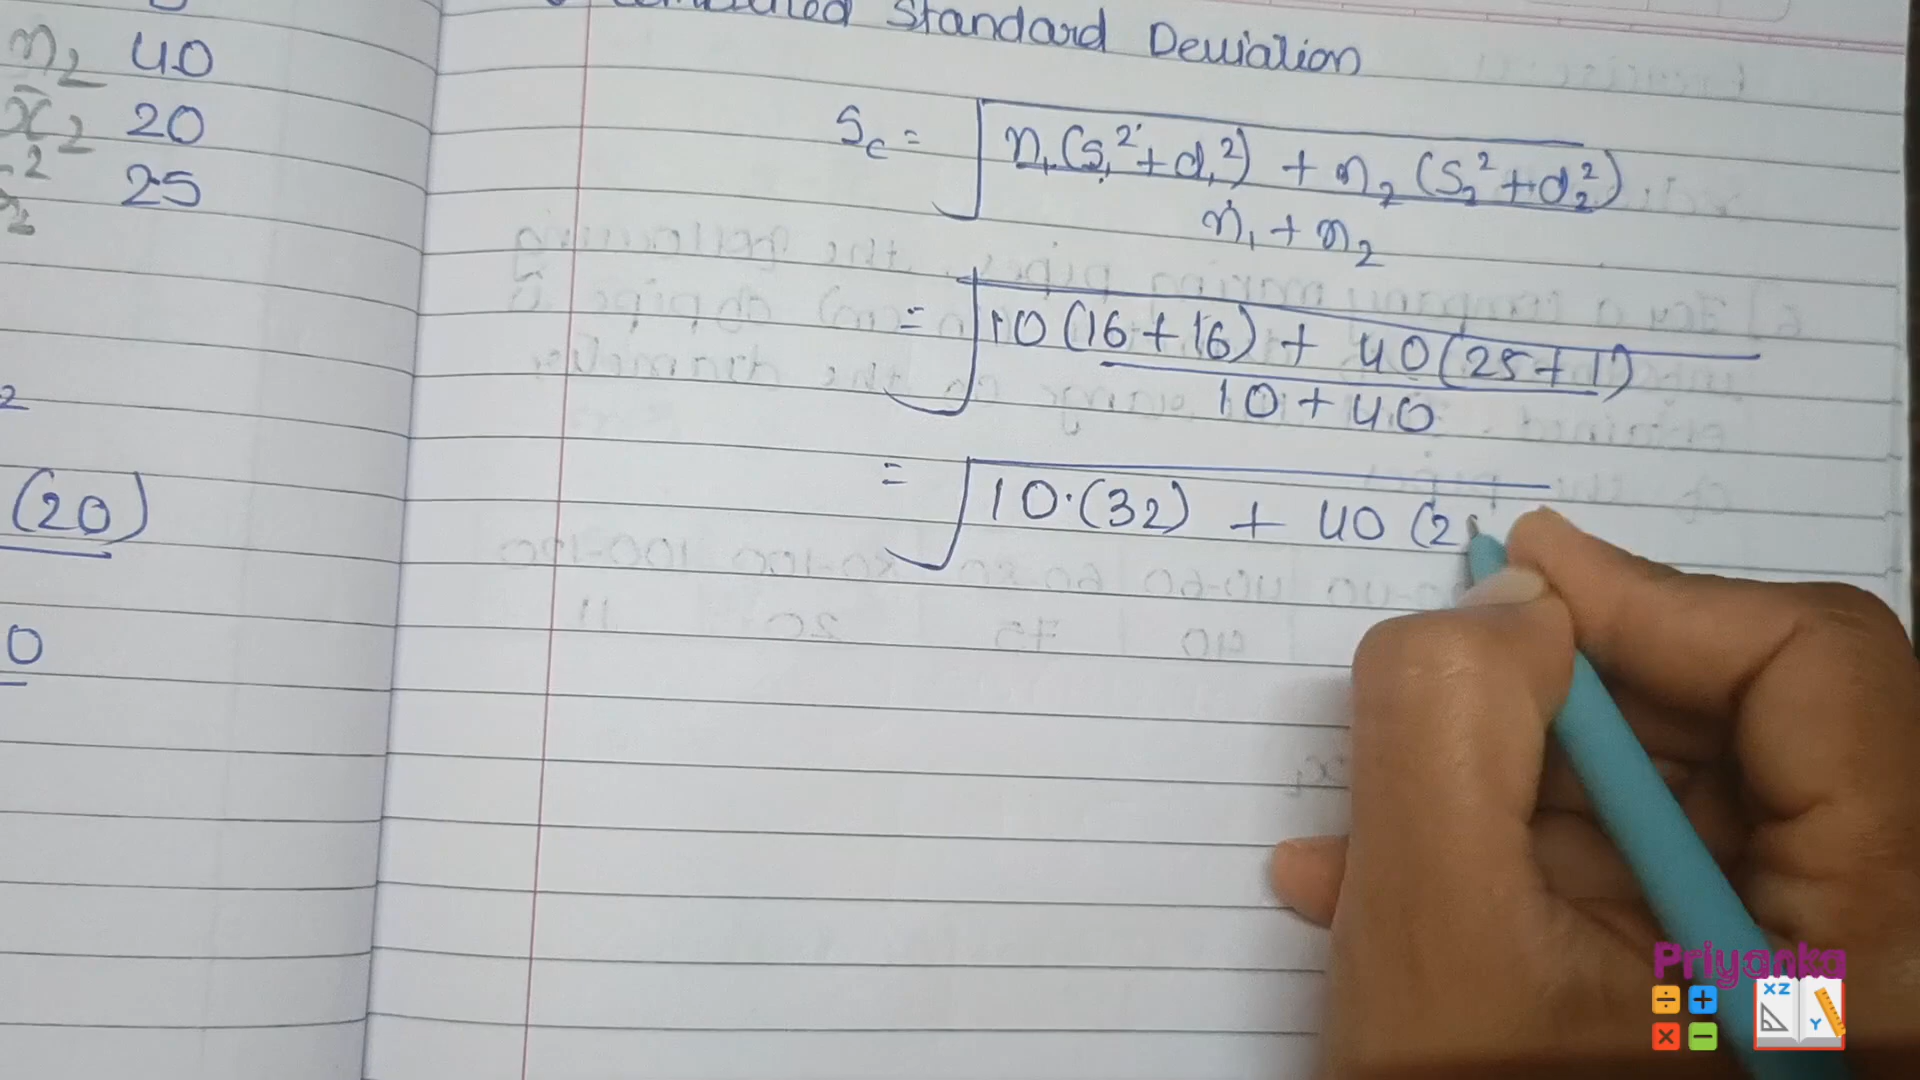 n₂ 40
x̄₂ 20
25
(20)
0
Standard Deviation
Sc = √ n₁(s₁²+d₁²) + n₂(s₂²+d₂²)
n₁ + n₂
= √ 10(16+16) + 40(25+1)
10 + 40
= √ 10·(32) + 40 (2
Priyanka
XZ
Y